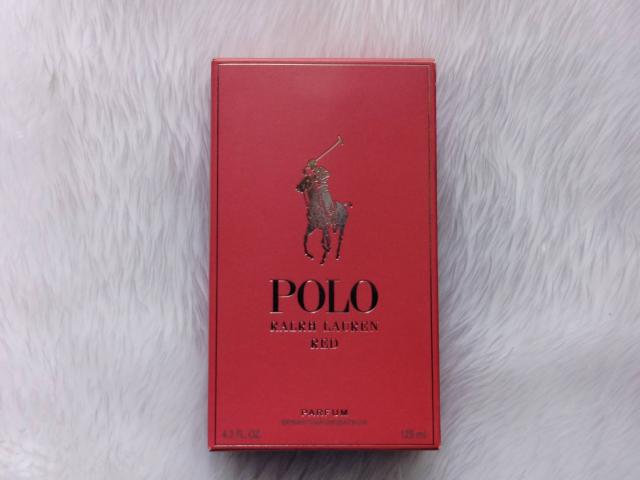 POLO
RALPH LAUREN
RED
PARFUM
4.2 FL. OZ. 125 ml